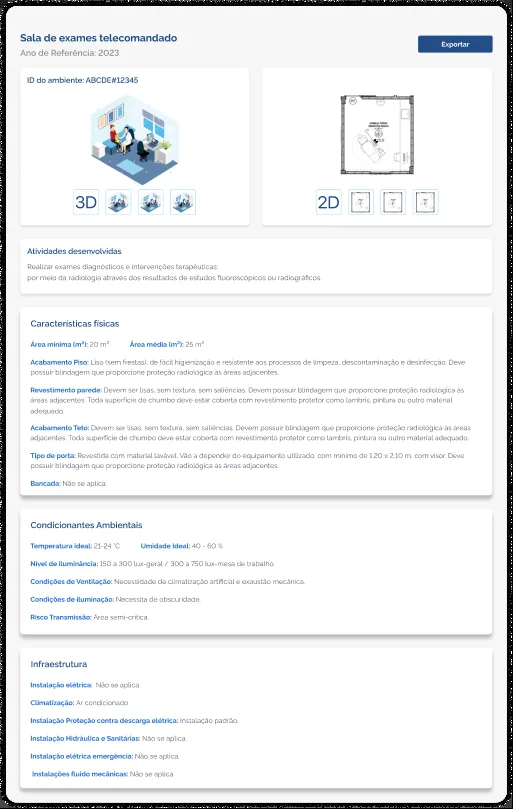 Sala de exames telecomandado
Ano de Referência: 2023
Exportar
ID do ambiente: ABCDE#12345
3D
2D
Atividades desenvolvidas
Realizar exames diagnósticos e intervenções terapêuticas;
por meio da radiologia através dos resultados de estudos fluoroscópicos ou radiográficos.
Características físicas
Área mínima (m²): 20 m² Área média (m²): 25 m²
Acabamento Piso: Liso (sem frestas), de fácil higienização e resistente aos processos de limpeza, descontaminação e desinfecção. Deve
possuir blindagem que proporcione proteção radiológica às áreas adjacentes.
Revestimento parede: Devem ser lisas, sem textura, sem saliências. Devem possuir blindagem que proporcione proteção radiológica às
áreas adjacentes. Toda superfície de chumbo deve estar coberta com revestimento protetor como lambris, pintura ou outro material
adequado.
Acabamento Teto: Devem ser lisas, sem textura, sem saliências. Devem possuir blindagem que proporcione proteção radiológica às áreas
adjacentes. Toda superfície de chumbo deve estar coberta com revestimento protetor como lambris, pintura ou outro material adequado.
Tipo de porta: Revestida com material lavável. Vão a depender do equipamento utilizado, com mínimo de 1,20 x 2,10 m, com visor. Deve
possuir blindagem que proporcione proteção radiológica às áreas adjacentes.
Bancada: Não se aplica.
Condicionantes Ambientais
Temperatura ideal: 21-24 °C Umidade Ideal: 40 - 60 %
Nível de iluminância: 150 a 300 lux-geral / 300 a 750 lux-mesa de trabalho.
Condições de Ventilação: Necessidade de climatização artificial e exaustão mecânica.
Condições de iluminação: Necessita de obscuridade.
Risco Transmissão: Área semi-crítica.
Infraestrutura
Instalação elétrica: Não se aplica
Climatização: Ar condicionado
Instalação Proteção contra descarga elétrica: Instalação padrão.
Instalação Hidráulica e Sanitárias: Não se aplica.
Instalação elétrica emergência: Não se aplica.
Instalações fluido mecânicas: Não se aplica